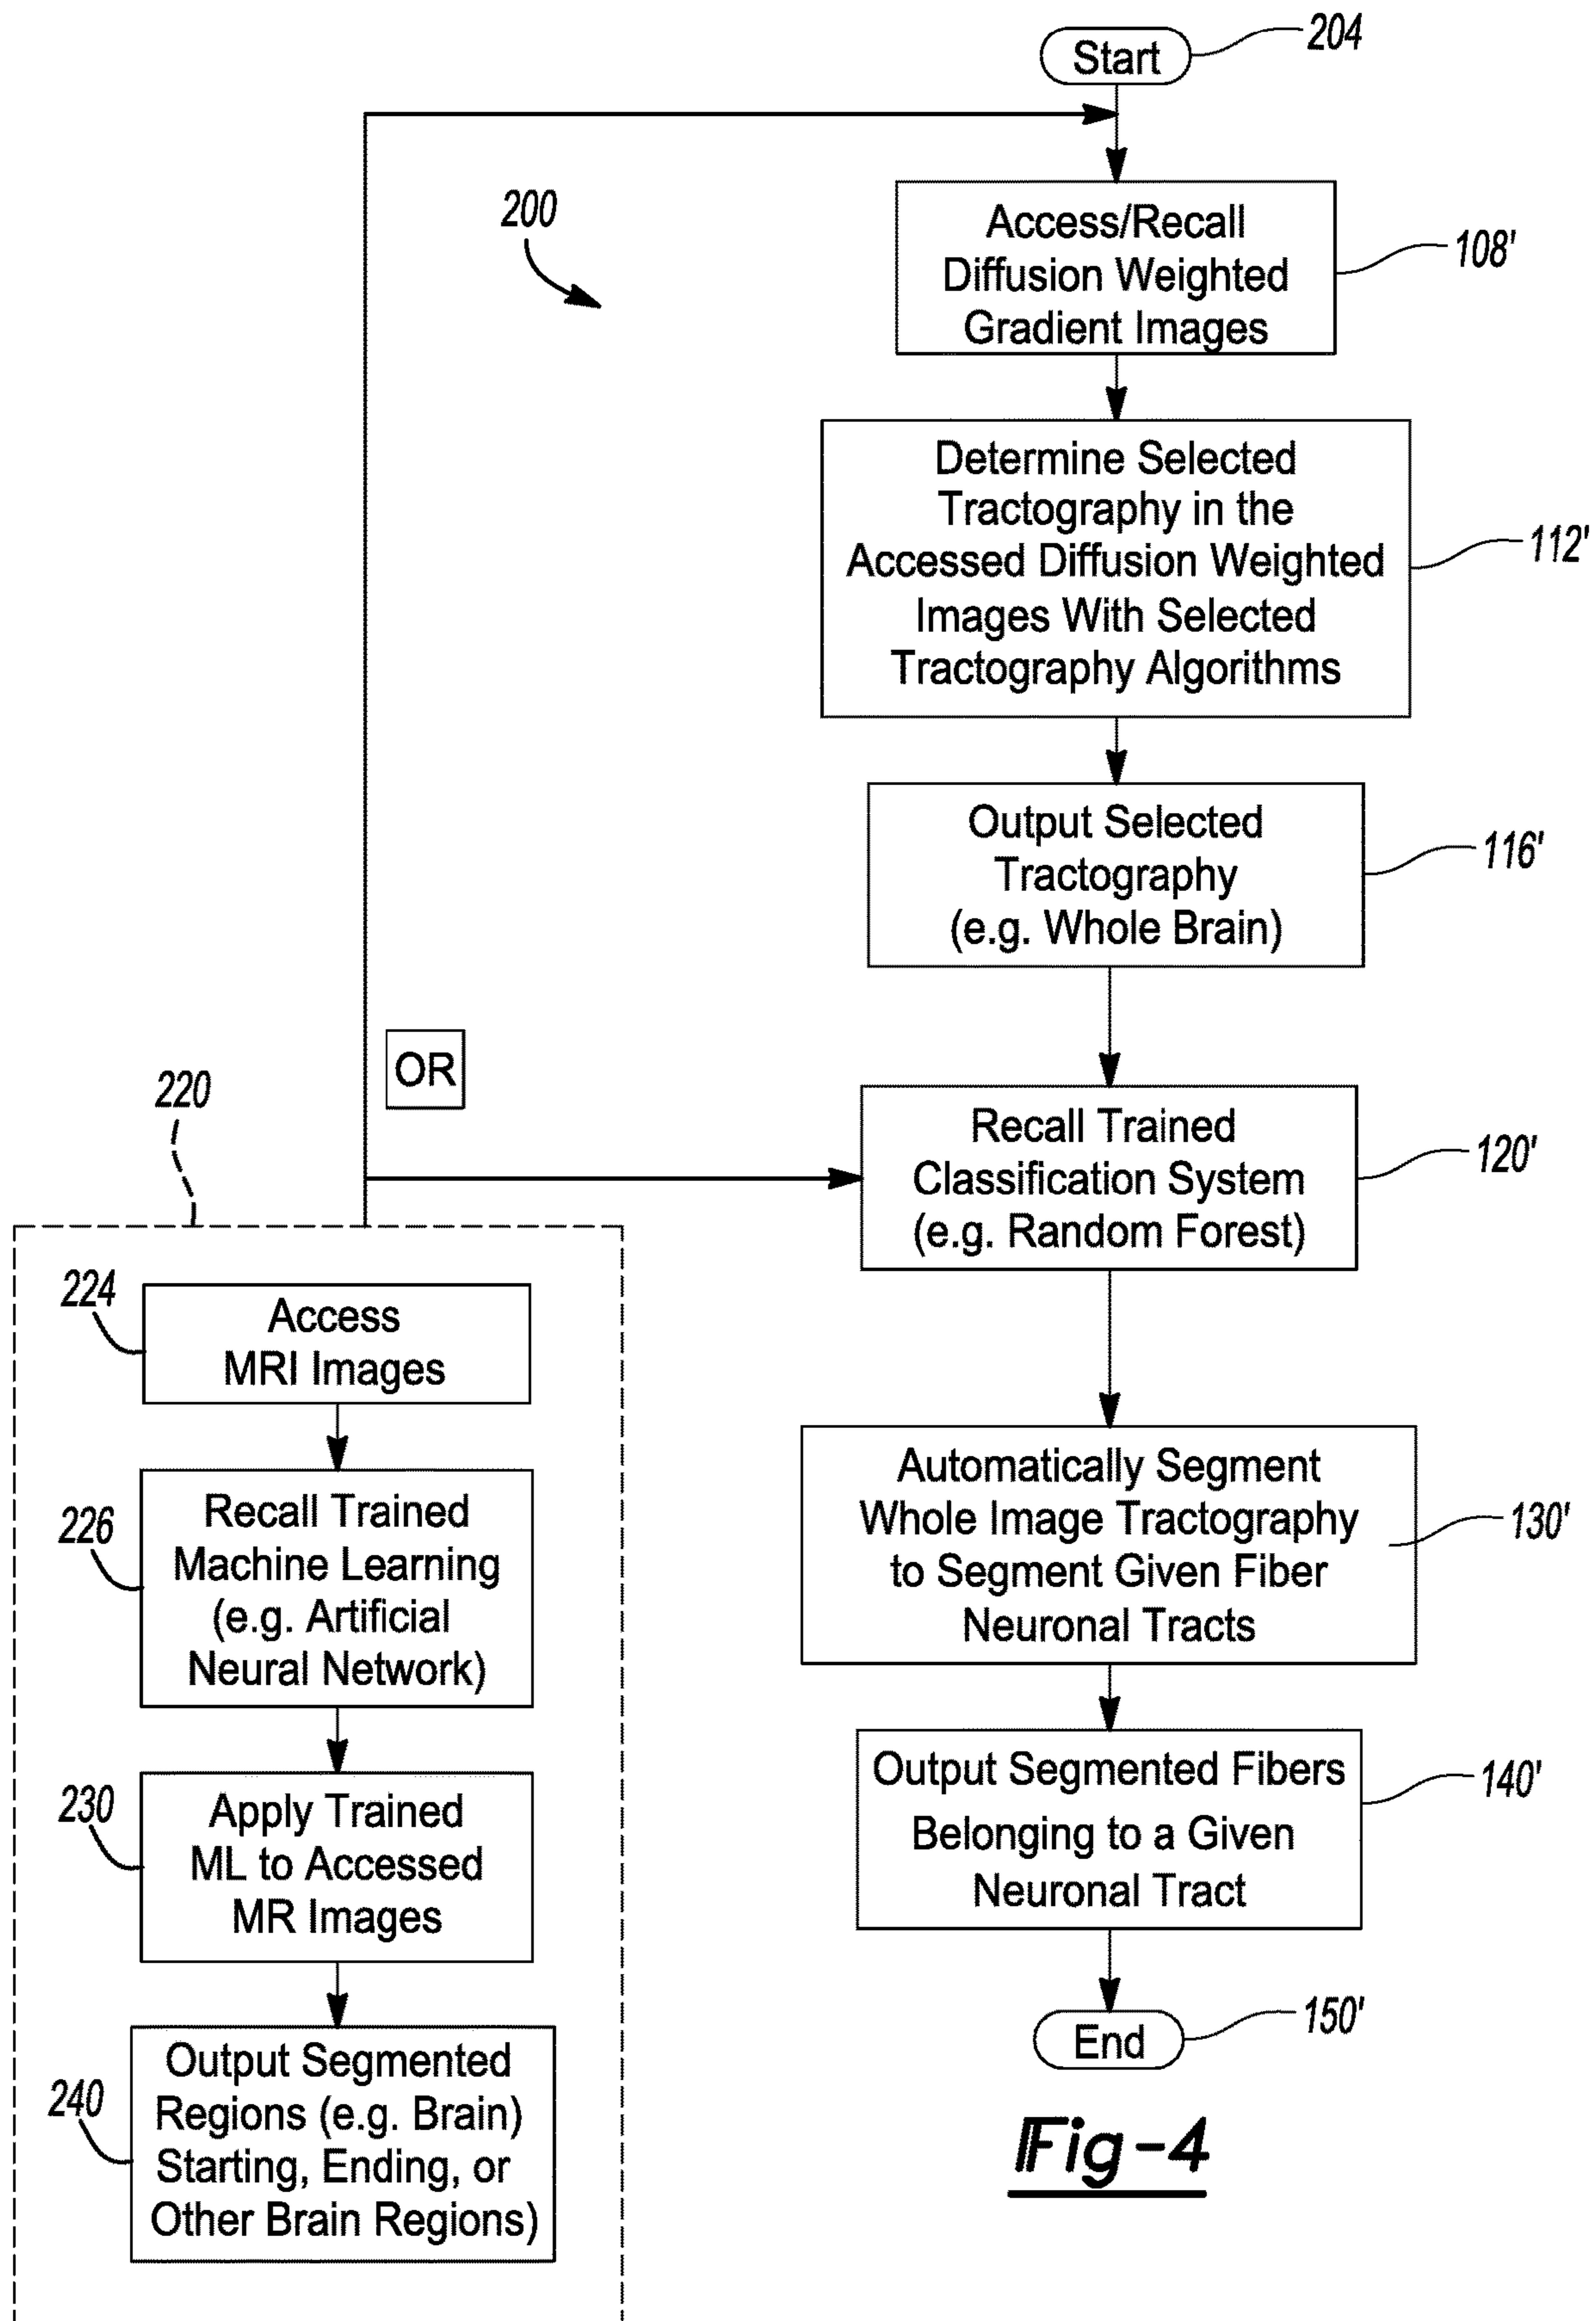 Start
204
200
Access/Recall
Diffusion Weighted
Gradient Images
108'
Determine Selected
Tractography in the
Accessed Diffusion Weighted
Images With Selected
Tractography Algorithms
112'
Output Selected
Tractography
(e.g. Whole Brain)
116'
OR
Recall Trained
Classification System
(e.g. Random Forest)
120'
Automatically Segment
Whole Image Tractography
to Segment Given Fiber
Neuronal Tracts
130'
Output Segmented Fibers
Belonging to a Given
Neuronal Tract
140'
End
150'
220
224
Access
MRI Images
226
Recall Trained
Machine Learning
(e.g. Artificial
Neural Network)
230
Apply Trained
ML to Accessed
MR Images
240
Output Segmented
Regions (e.g. Brain)
Starting, Ending, or
Other Brain Regions)
Fig-4